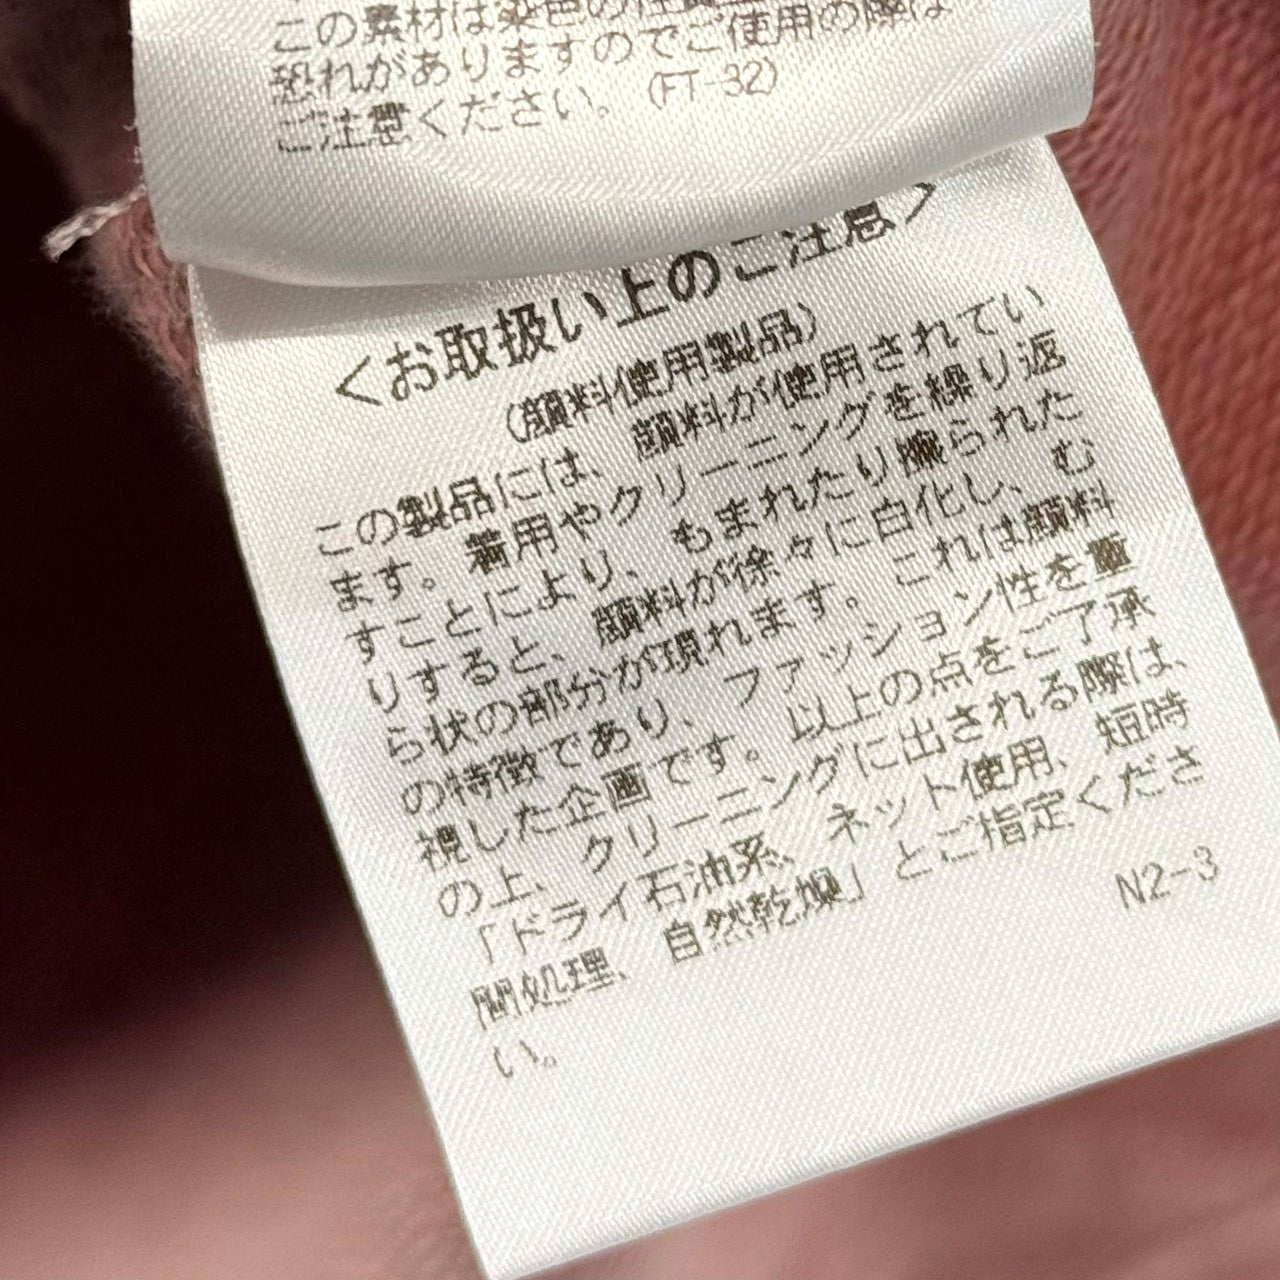 この素材は染色の性質
恐れがありますのでご使用の際は
ご注意ください。(FT-32)
<お取扱い上のご注意>
(顔料使用製品)
この製品には、顔料が使用されてい
ます。着用やクリーニングを繰り返
すことにより、もまれたり擦られた
りすると、顔料が徐々に白化し、む
ら状の部分が現れます。これは顔料
の特徴であり、ファッション性を重
視した企画です。以上の点をご了承
の上、クリーニングに出される際は、
「ドライ石油系、ネット使用、短時
間処理、自然乾燥」とご指定くださ
い。
N2-3